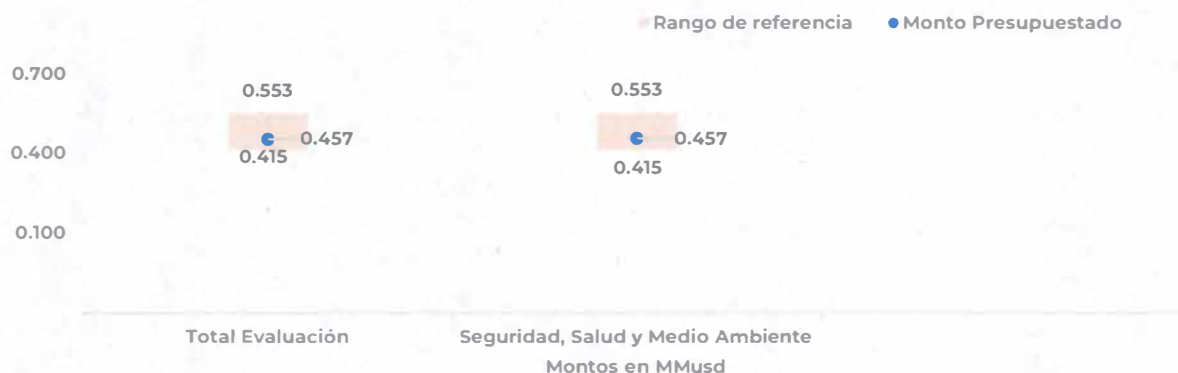 Rango de referencia Monto Presupuestado
0.700
0.553 0.553
0.457 0.457
0.400
0.415 0.415
0.100
Total Evaluación Seguridad, Salud y Medio Ambiente
Montos en MMusd